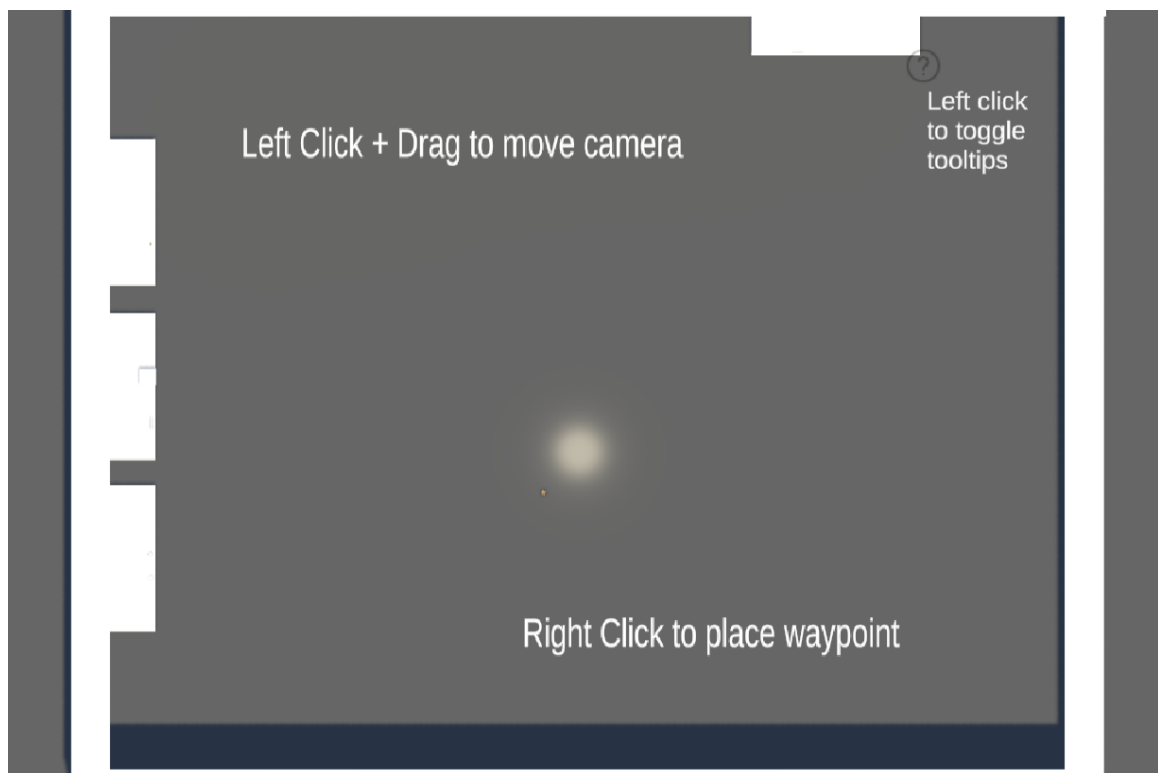 ?
Left click
to toggle
tooltips
Left Click + Drag to move camera
Right Click to place waypoint